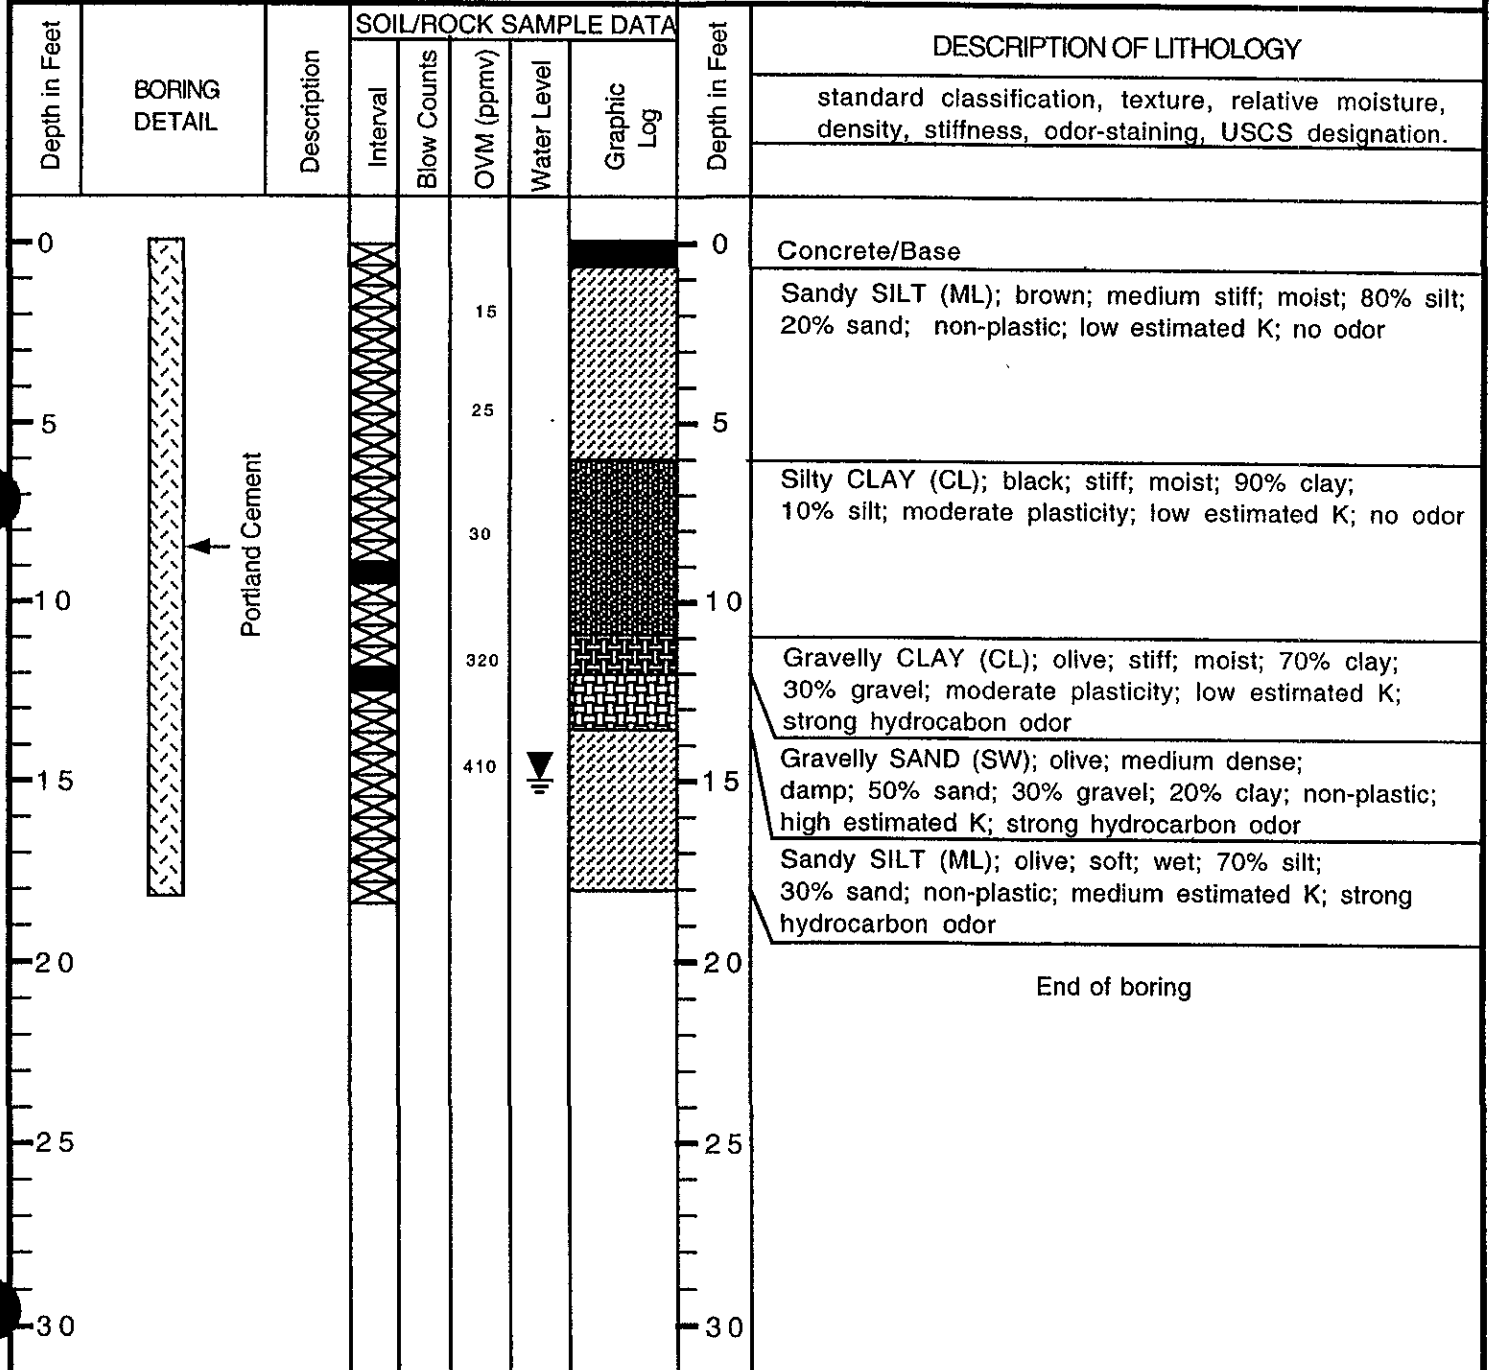 SOIL/ROCK SAMPLE DATA
Depth in Feet
BORING
DETAIL
Description
Interval
Blow Counts
OVM (ppmv)
Water Level
Graphic
Log
Depth in Feet
DESCRIPTION OF LITHOLOGY
standard classification, texture, relative moisture,
density, stiffness, odor-staining, USCS designation.
0
5
10
15
20
25
30
Portland Cement
15
25
30
320
410
0
5
10
15
20
25
30
Concrete/Base
Sandy SILT (ML); brown; medium stiff; moist; 80% silt;
20% sand; non-plastic; low estimated K; no odor
Silty CLAY (CL); black; stiff; moist; 90% clay;
10% silt; moderate plasticity; low estimated K; no odor
Gravelly CLAY (CL); olive; stiff; moist; 70% clay;
30% gravel; moderate plasticity; low estimated K;
strong hydrocabon odor
Gravelly SAND (SW); olive; medium dense;
damp; 50% sand; 30% gravel; 20% clay; non-plastic;
high estimated K; strong hydrocarbon odor
Sandy SILT (ML); olive; soft; wet; 70% silt;
30% sand; non-plastic; medium estimated K; strong
hydrocarbon odor
End of boring